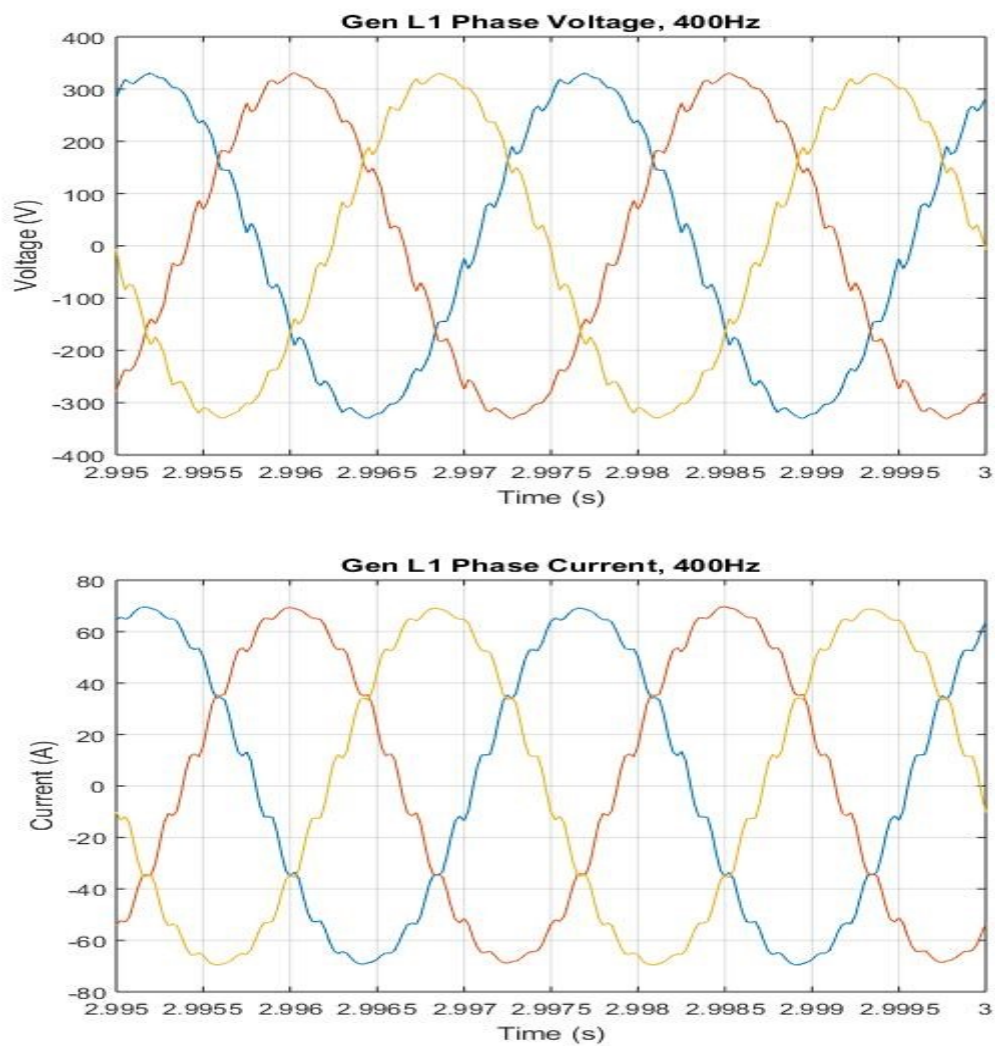 Gen L1 Phase Voltage, 400Hz
400
300
200
100
0
-100
-200
-300
-400
Voltage (V)
2.995 2.9955 2.996 2.9965 2.997 2.9975 2.998 2.9985 2.999 2.9995 3
Time (s)
Gen L1 Phase Current, 400Hz
80
60
40
20
0
-20
-40
-60
-80
Current (A)
2.995 2.9955 2.996 2.9965 2.997 2.9975 2.998 2.9985 2.999 2.9995 3
Time (s)